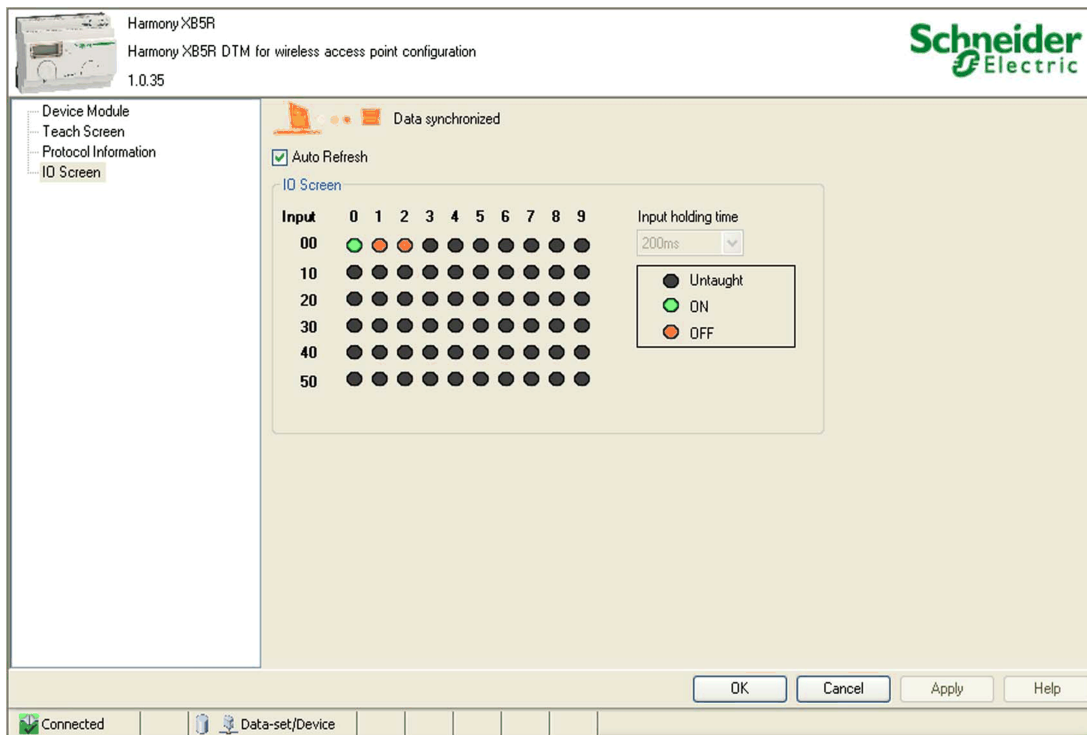 Harmony XB5R
Harmony XB5R DTM for wireless access point configuration
1.0.35
Schneider
Electric
Device Module
Teach Screen
Protocol Information
IO Screen
Data synchronized
Auto Refresh
IO Screen
Input 0 1 2 3 4 5 6 7 8 9
00
10
20
30
40
50
Input holding time
200ms
Untaught
ON
OFF
OK Cancel Apply Help
Connected Data-set/Device